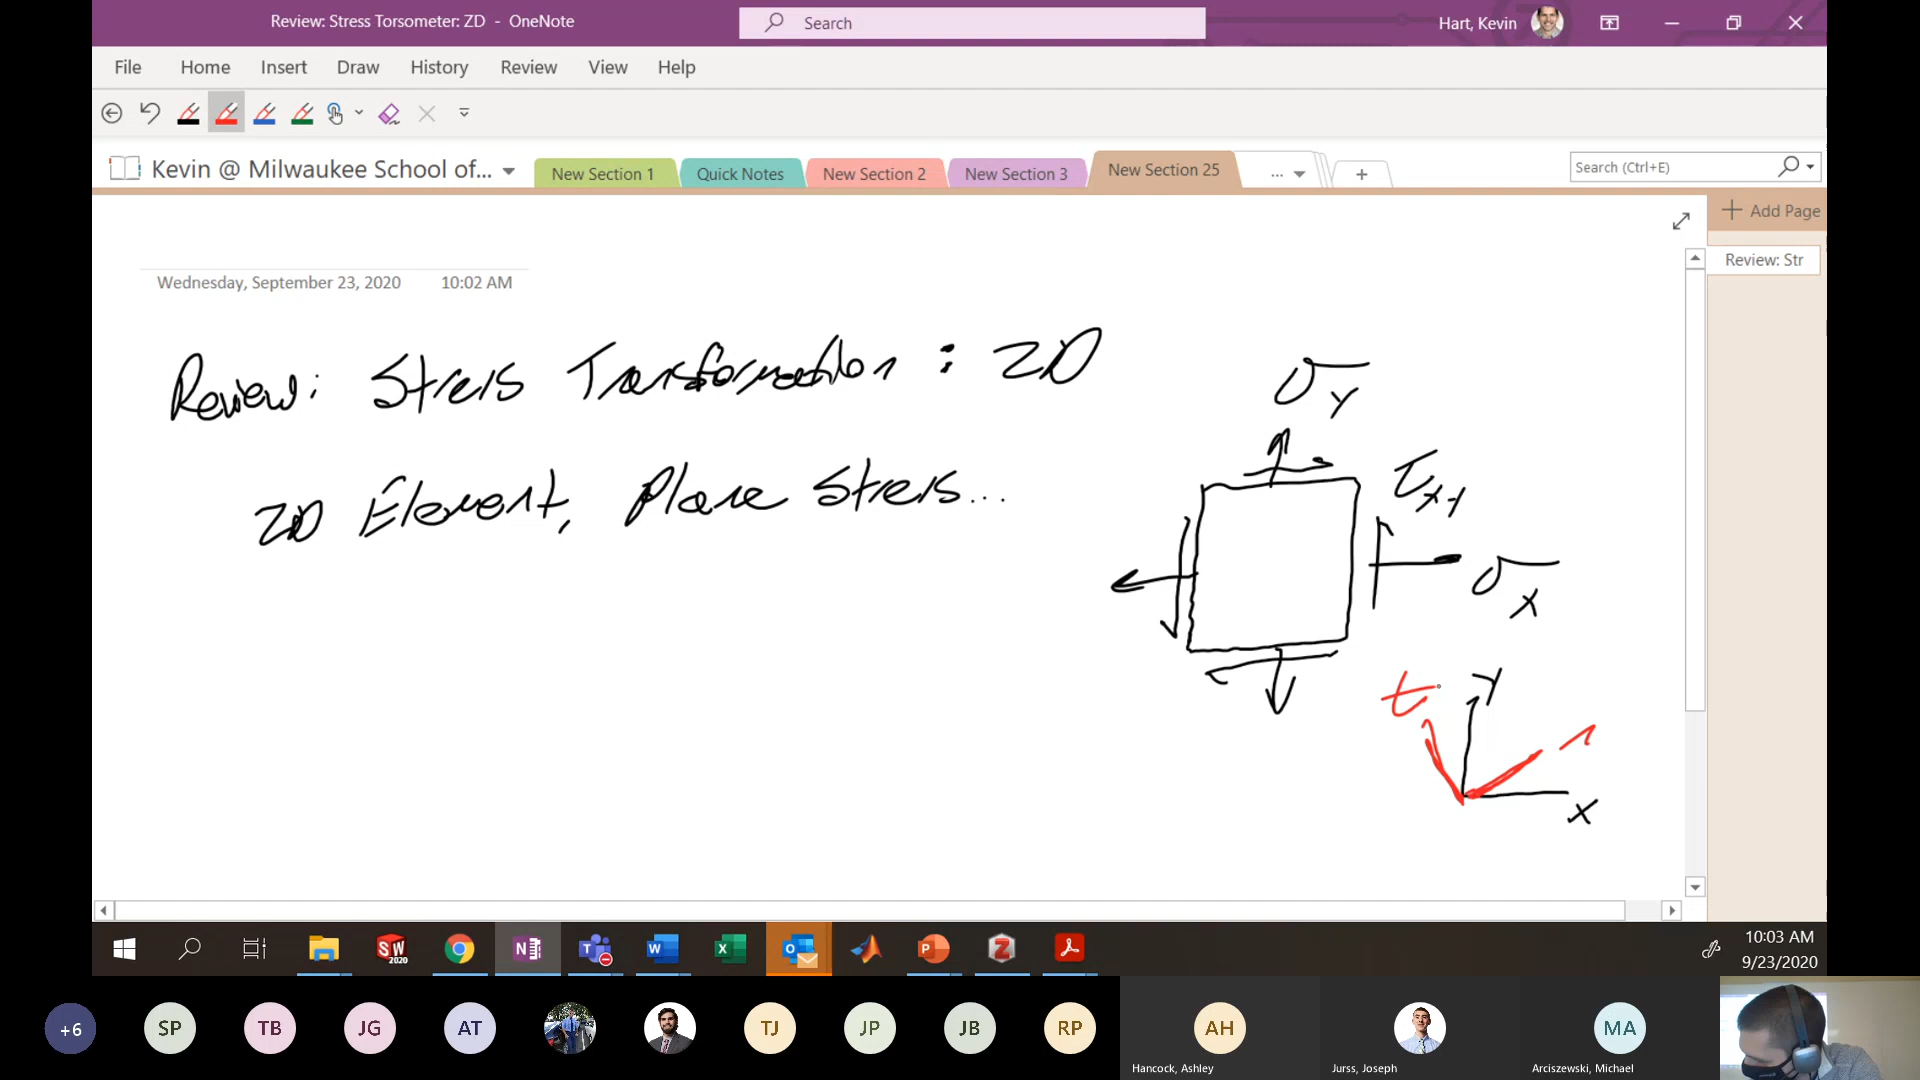 Review: Stress Torsometer: ZD - OneNote
Search
Hart, Kevin
File Home Insert Draw History Review View Help
Kevin @ Milwaukee School of...
New Section 1
Quick Notes
New Section 2
New Section 3
New Section 25
...
Search (Ctrl+E)
Add Page
Review: Str
Wednesday, September 23, 2020 10:02 AM
Review: Stress Transformation : 2D
2D Element, Plane Stress...
σy
τxy
σx
t
y
n
x
SW
2020
N
W
X
P
Z
10:03 AM
9/23/2020
+6
SP
TB
JG
AT
TJ
JP
JB
RP
AH
MA
Hancock, Ashley
Jurss, Joseph
Arciszewski, Michael